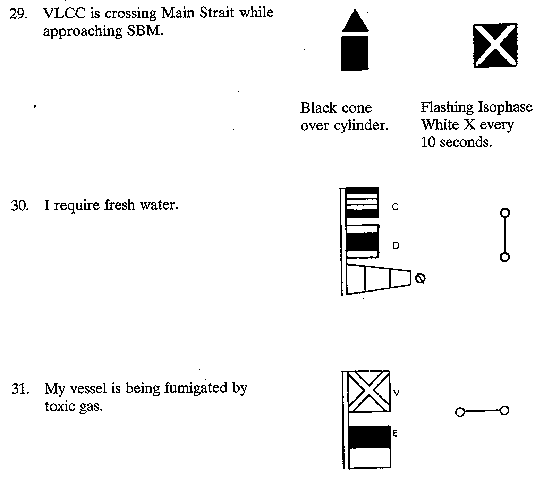 29. VLCC is crossing Main Strait while
approaching SBM.
Black cone
over cylinder.
Flashing Isophase
White X every
10 seconds.
30. I require fresh water.
C
D
31. My vessel is being fumigated by
toxic gas.
V
E